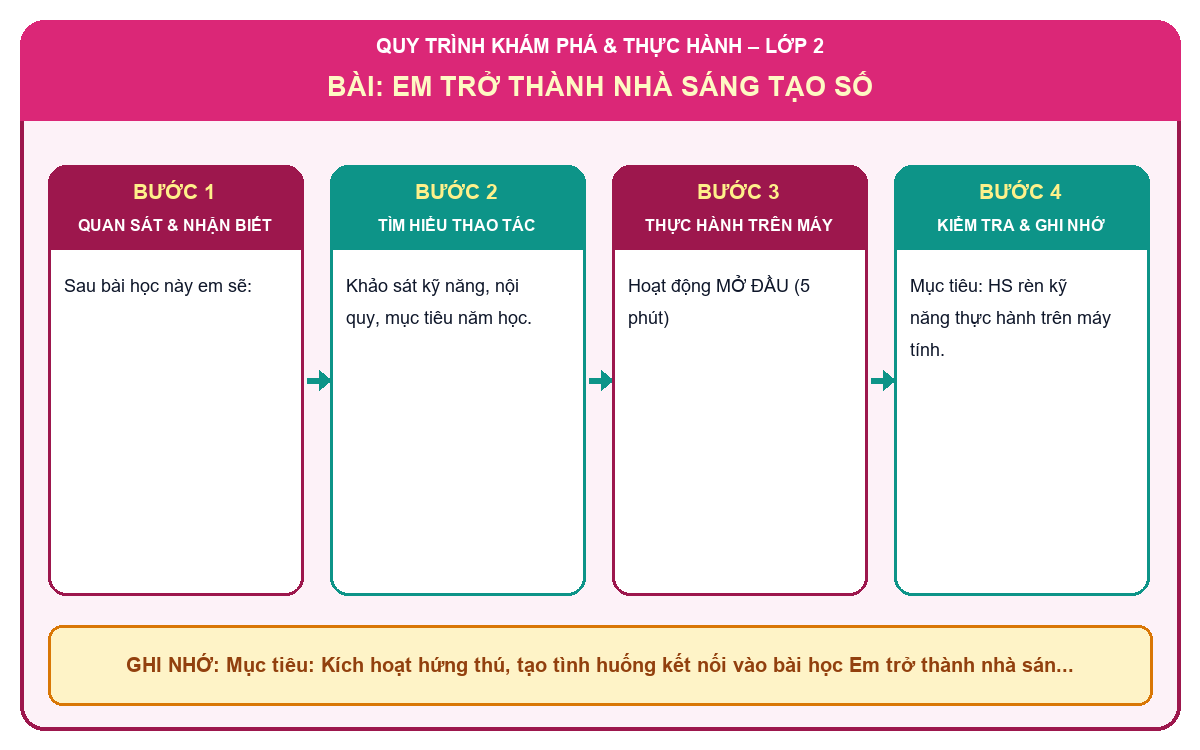 QUY TRÌNH KHÁM PHÁ & THỰC HÀNH – LỚP 2
BÀI: EM TRỞ THÀNH NHÀ SÁNG TẠO SỐ
BƯỚC 1
QUAN SÁT & NHẬN BIẾT
Sau bài học này em sẽ:
BƯỚC 2
TÌM HIỂU THAO TÁC
Khảo sát kỹ năng, nội
quy, mục tiêu năm học.
BƯỚC 3
THỰC HÀNH TRÊN MÁY
Hoạt động MỞ ĐẦU (5
phút)
BƯỚC 4
KIỂM TRA & GHI NHỚ
Mục tiêu: HS rèn kỹ
năng thực hành trên máy
tính.
GHI NHỚ: Mục tiêu: Kích hoạt hứng thú, tạo tình huống kết nối vào bài học Em trở thành nhà sán...